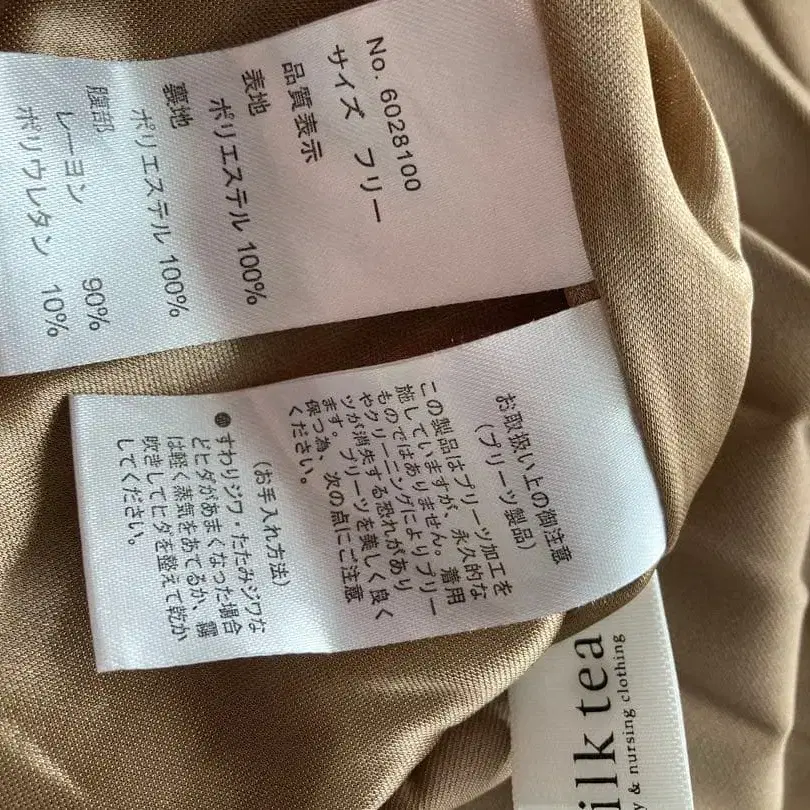 No. 6028100
サイズ フリー
品質表示
表地
ポリエステル 100%
裏地
ポリエステル 100%
腹部
レーヨン 90%
ポリウレタン 10%
お取扱い上の御注意
(プリーツ製品)
この製品はプリーツ加工を
施していますが、永久的な
ものではありません。着用
やクリーニングによりプリー
ツが消失する恐れがあり
ます。プリーツを美しく良く
保つ為、次の点にご注意
ください。
(お手入れ方法)
●すわりジワ・たたみジワな
どヒダがあまくなった場合
は軽く蒸気をあてるか、霧
吹きしてヒダを整えて乾か
してください。
ilk tea
y & nursing clothing